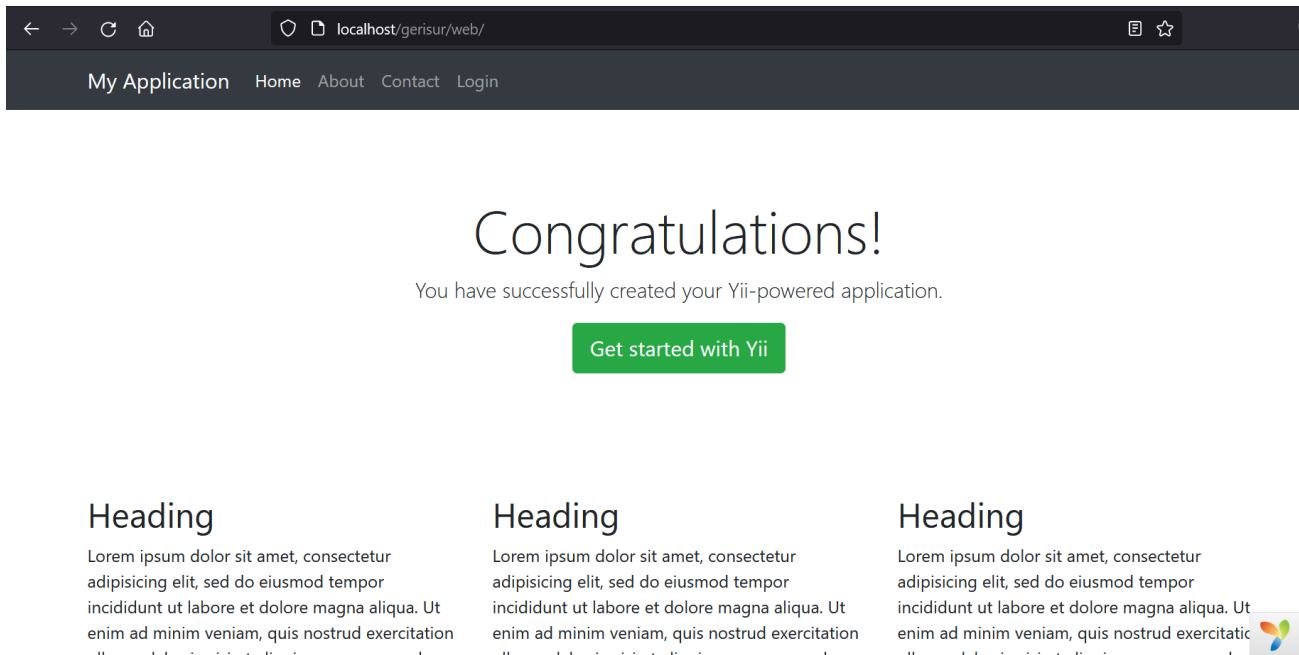 localhost/gerisur/web/
My Application Home About Contact Login
Congratulations!
You have successfully created your Yii-powered application.
Get started with Yii
Heading
Lorem ipsum dolor sit amet, consectetur
adipisicing elit, sed do eiusmod tempor
incididunt ut labore et dolore magna aliqua. Ut
enim ad minim veniam, quis nostrud exercitation
Heading
Lorem ipsum dolor sit amet, consectetur
adipisicing elit, sed do eiusmod tempor
incididunt ut labore et dolore magna aliqua. Ut
enim ad minim veniam, quis nostrud exercitation
Heading
Lorem ipsum dolor sit amet, consectetur
adipisicing elit, sed do eiusmod tempor
incididunt ut labore et dolore magna aliqua. Ut
enim ad minim veniam, quis nostrud